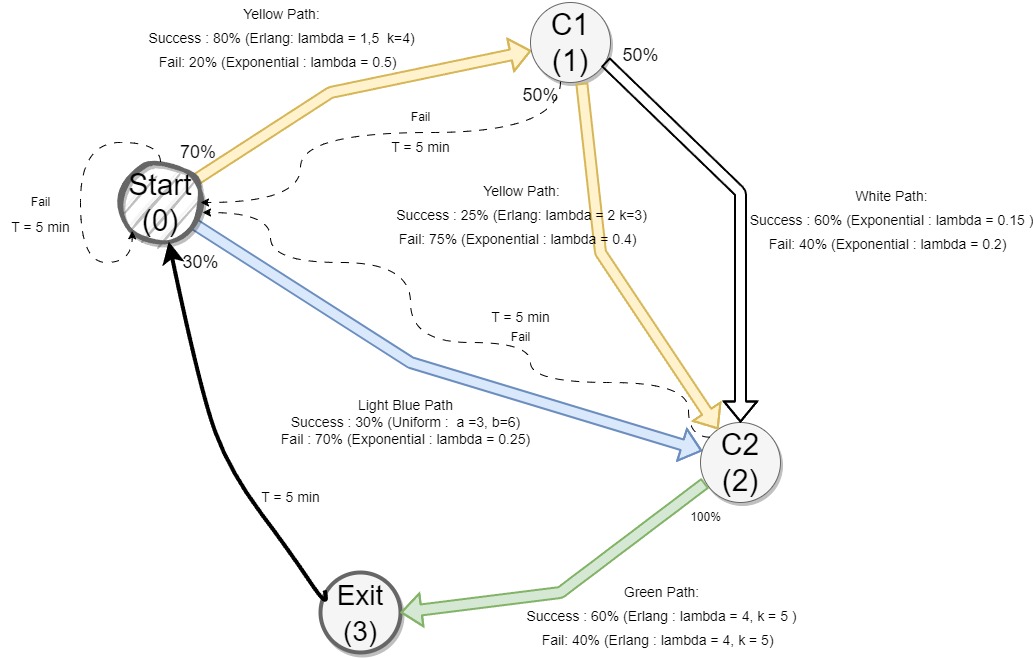 Yellow Path:
Success : 80% (Erlang: lambda = 1,5 k=4)
Fail: 20% (Exponential : lambda = 0.5)
C1
(1)
50%
50%
Fail
T = 5 min
70%
Start
(0)
Fail
T = 5 min
30%
Yellow Path:
Success : 25% (Erlang: lambda = 2 k=3)
Fail: 75% (Exponential : lambda = 0.4)
White Path:
Success : 60% (Exponential : lambda = 0.15 )
Fail: 40% (Exponential : lambda = 0.2)
T = 5 min
Fail
Light Blue Path
Success : 30% (Uniform : a =3, b=6)
Fail : 70% (Exponential : lambda = 0.25)
C2
(2)
T = 5 min
100%
Exit
(3)
Green Path:
Success : 60% (Erlang : lambda = 4, k = 5 )
Fail: 40% (Erlang : lambda = 4, k = 5)